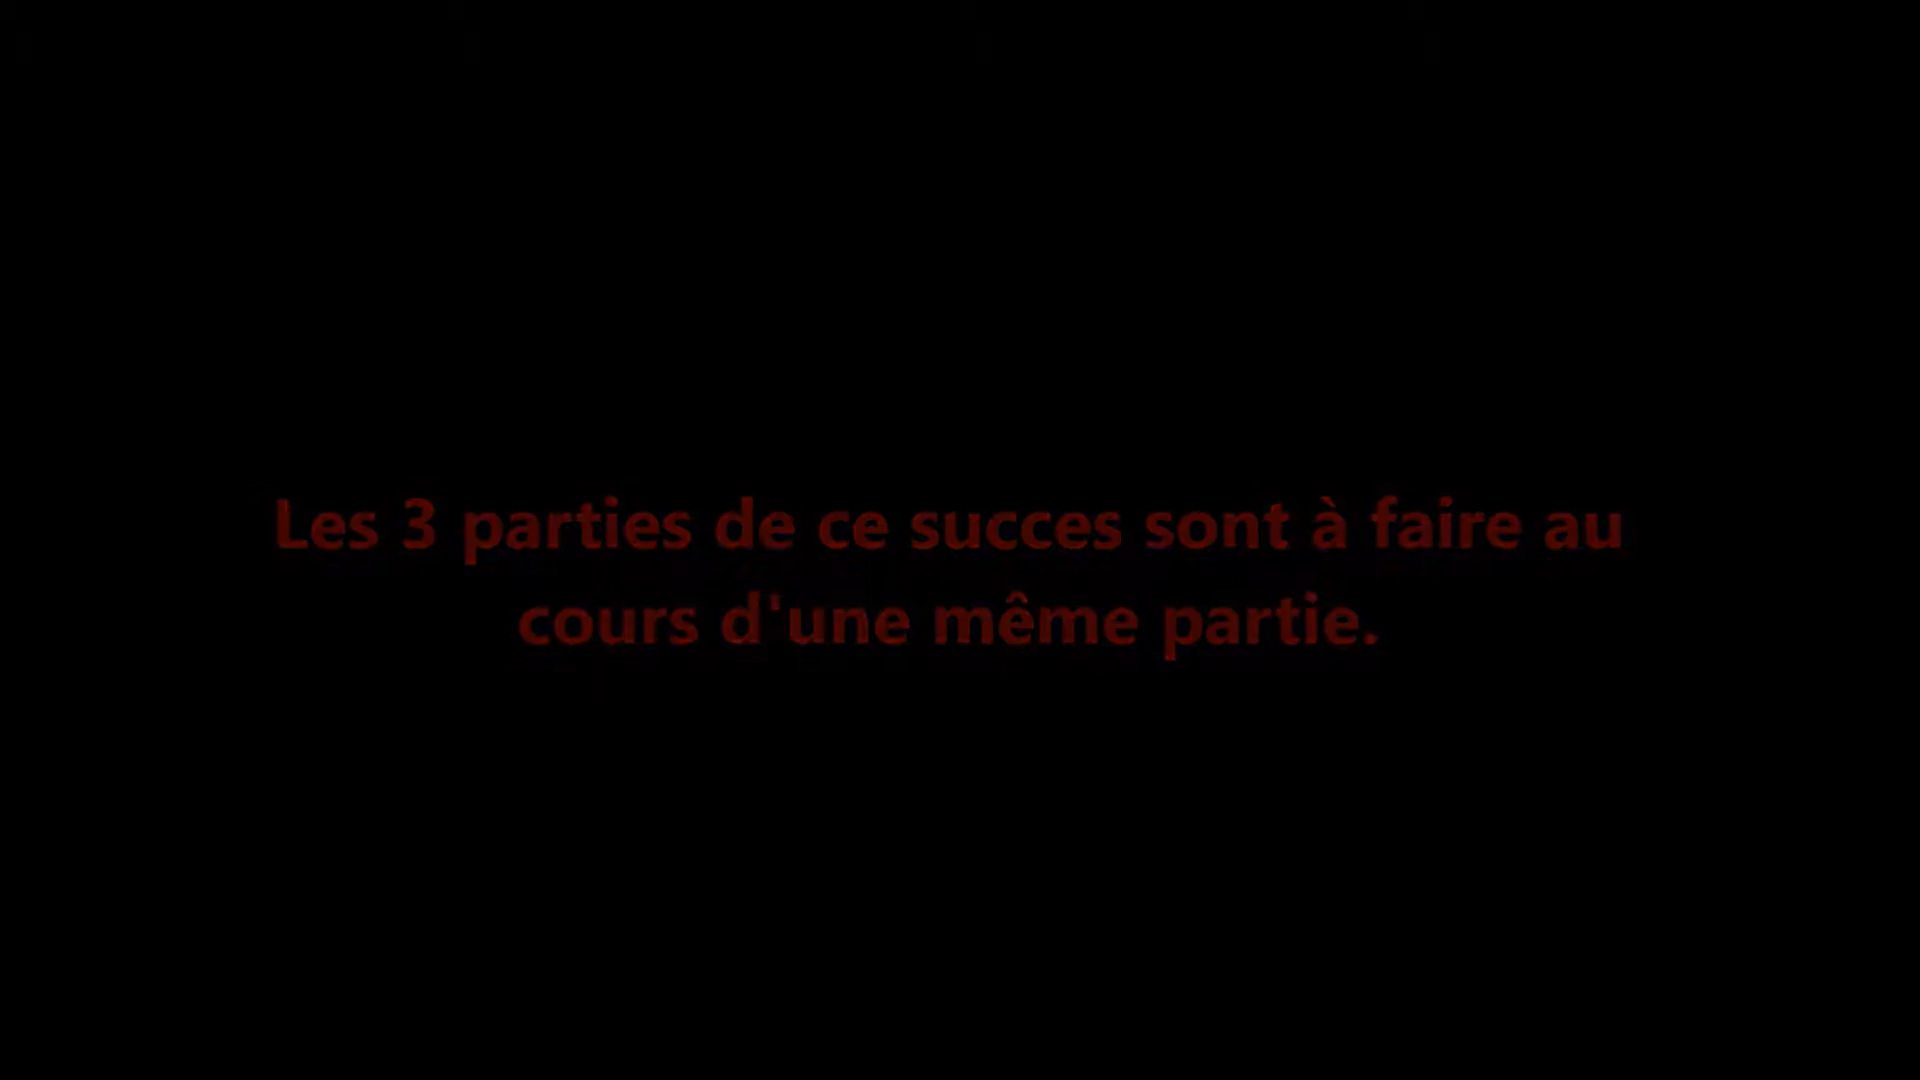 Les 3 parties de ce succes sont à faire au
cours d'une même partie.